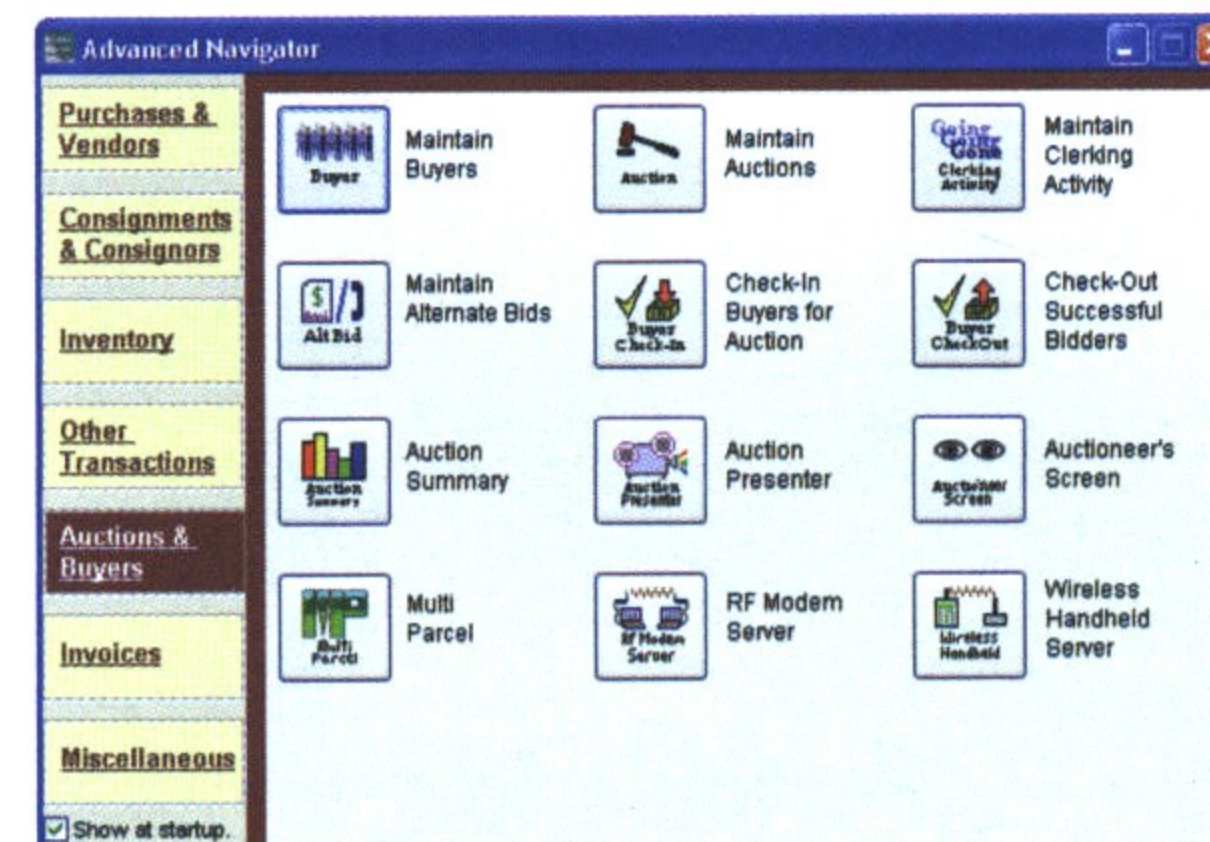 Advanced Navigator
Purchases &
Vendors
Consignments
& Consignors
Inventory
Other
Transactions
Auctions &
Buyers
Invoices
Miscellaneous
Show at startup.
Buyer
Maintain
Buyers
Auction
Maintain
Auctions
Going
Going
Gone
Clerking
Activity
Maintain
Clerking
Activity
$
Alt Bid
Maintain
Alternate Bids
Buyer
Check-In
Check-In
Buyers for
Auction
Buyer
CheckOut
Check-Out
Successful
Bidders
Auction
Summary
Auction
Summary
Auction
Presenter
Auction
Presenter
Auctioneer
Screen
Auctioneer's
Screen
MP
Multi
Parcel
Multi
Parcel
Rf Modem
Server
RF Modem
Server
Wireless
Handheld
Wireless
Handheld
Server